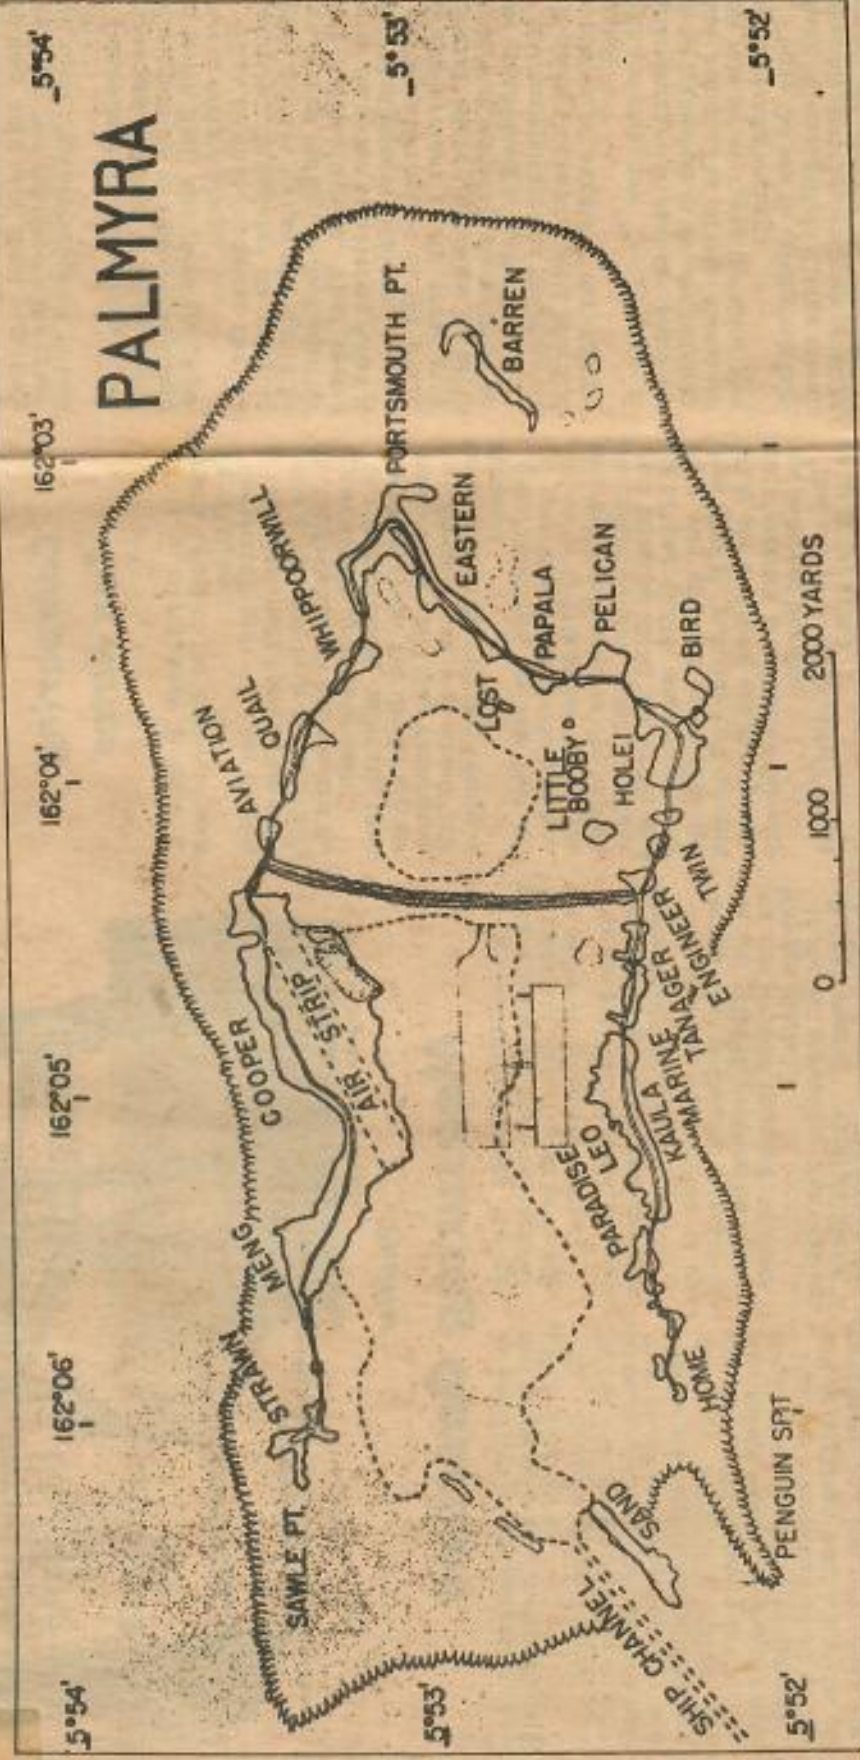 PALMYRA
5°54'
5°53'
5°52'
162°03'
162°04'
162°05'
162°06'
5°54'
5°53'
5°52'
SAWLE PT.
STRAWN
MENG
COOPER
AIR STRIP
AVIATION
QUAIL
WHIPPOORWILL
PORTSMOUTH PT.
BARREN
EASTERN
PAPALA
PELICAN
BIRD
LOST
LITTLE
BOOBY
HOLEI
TWIN
ENGINEER
TANAGER
MARINE
KAULA
LEO
PARADISE
HOME
SAND
PENGUIN SPIT
SHIP CHANNEL
0 1000 2000 YARDS